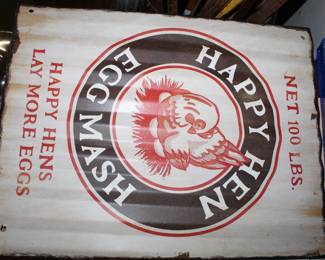 NET 100 LBS.
HAPPY HEN
EGG MASH
HAPPY HENS
LAY MORE EGGS